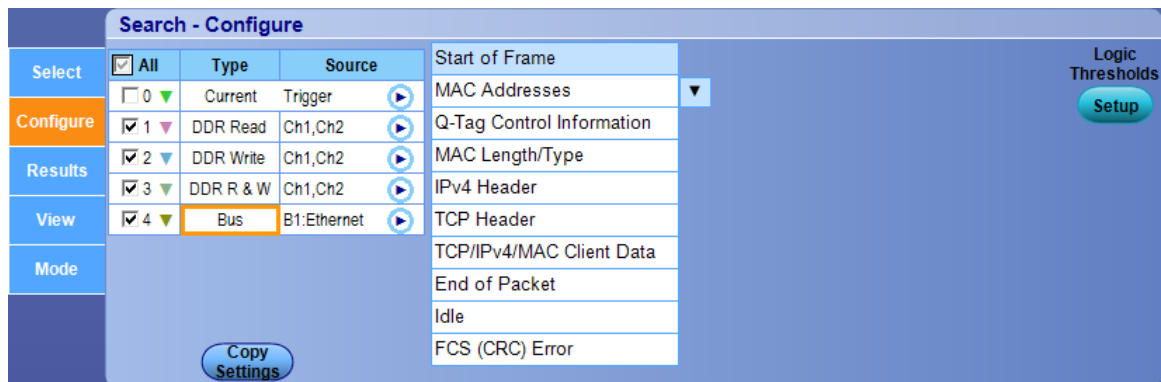 Search - Configure
Select
Configure
Results
View
Mode
All Type Source
0 Current Trigger
1 DDR Read Ch1,Ch2
2 DDR Write Ch1,Ch2
3 DDR R & W Ch1,Ch2
4 Bus B1:Ethernet
Copy
Settings
Start of Frame
MAC Addresses
Q-Tag Control Information
MAC Length/Type
IPv4 Header
TCP Header
TCP/IPv4/MAC Client Data
End of Packet
Idle
FCS (CRC) Error
Logic
Thresholds
Setup